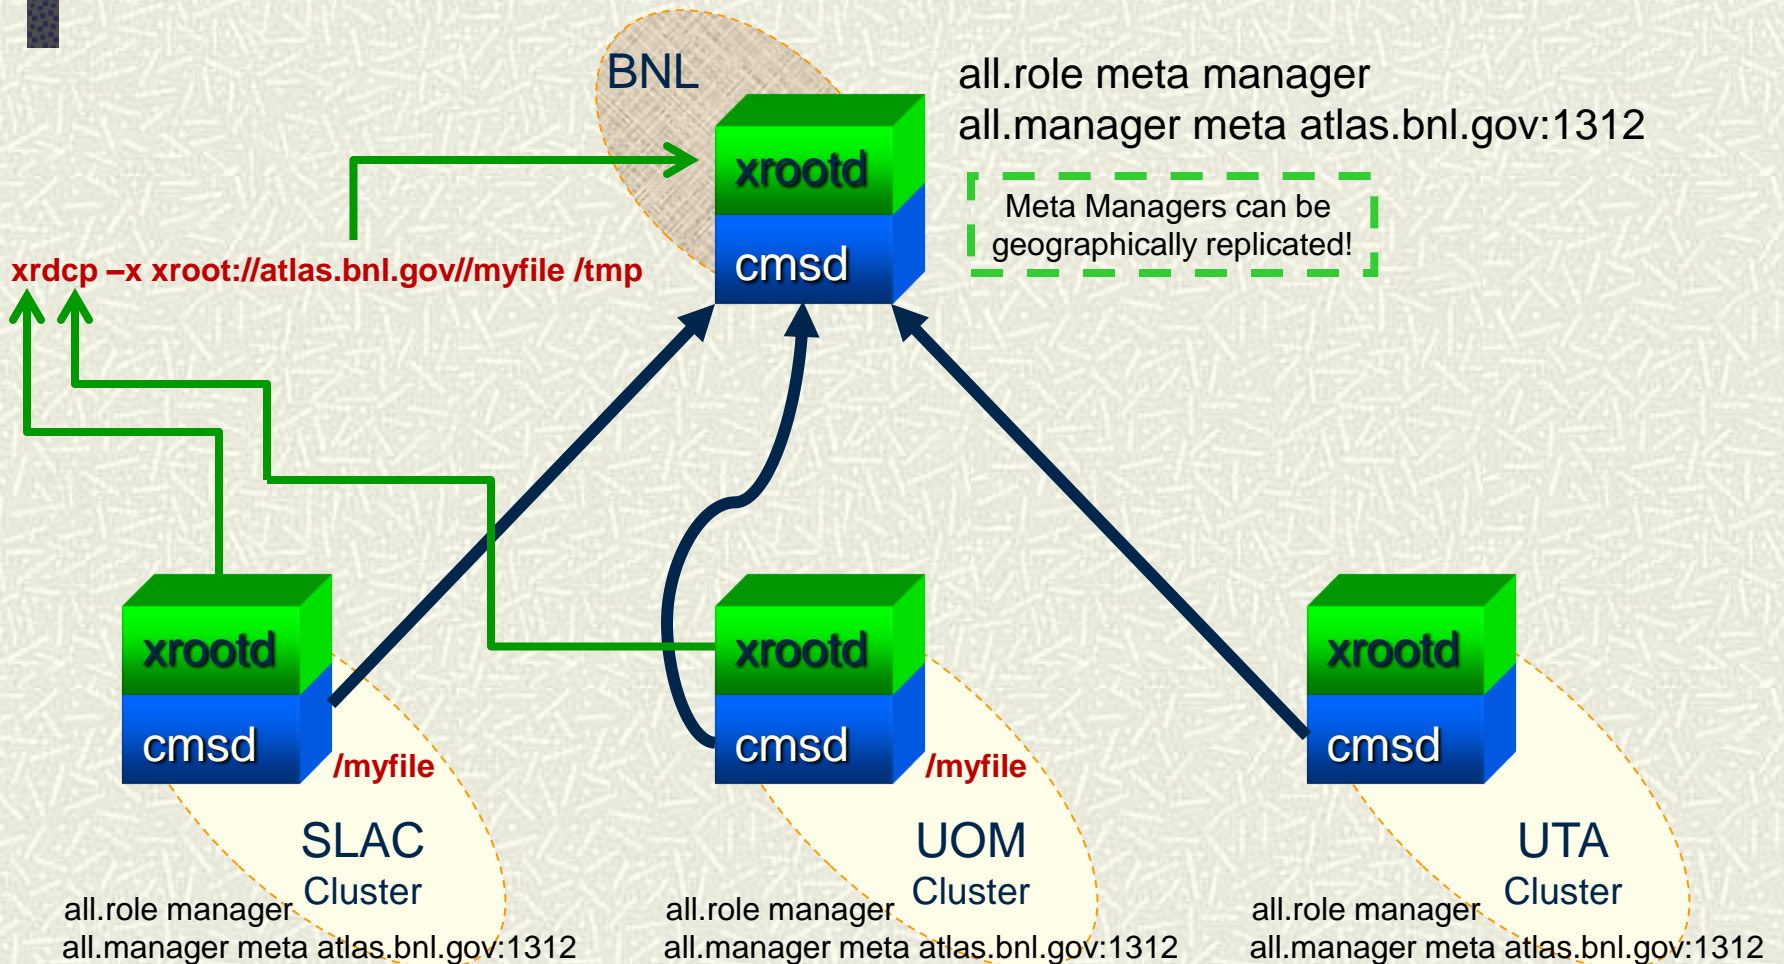 BNL
all.role meta manager
all.manager meta atlas.bnl.gov:1312
xrootd
cmsd
Meta Managers can be
geographically replicated!
xrdcp –x xroot://atlas.bnl.gov//myfile /tmp
xrootd
cmsd
/myfile
SLAC
Cluster
all.role manager
all.manager meta atlas.bnl.gov:1312
xrootd
cmsd
/myfile
UOM
Cluster
all.role manager
all.manager meta atlas.bnl.gov:1312
xrootd
cmsd
UTA
Cluster
all.role manager
all.manager meta atlas.bnl.gov:1312